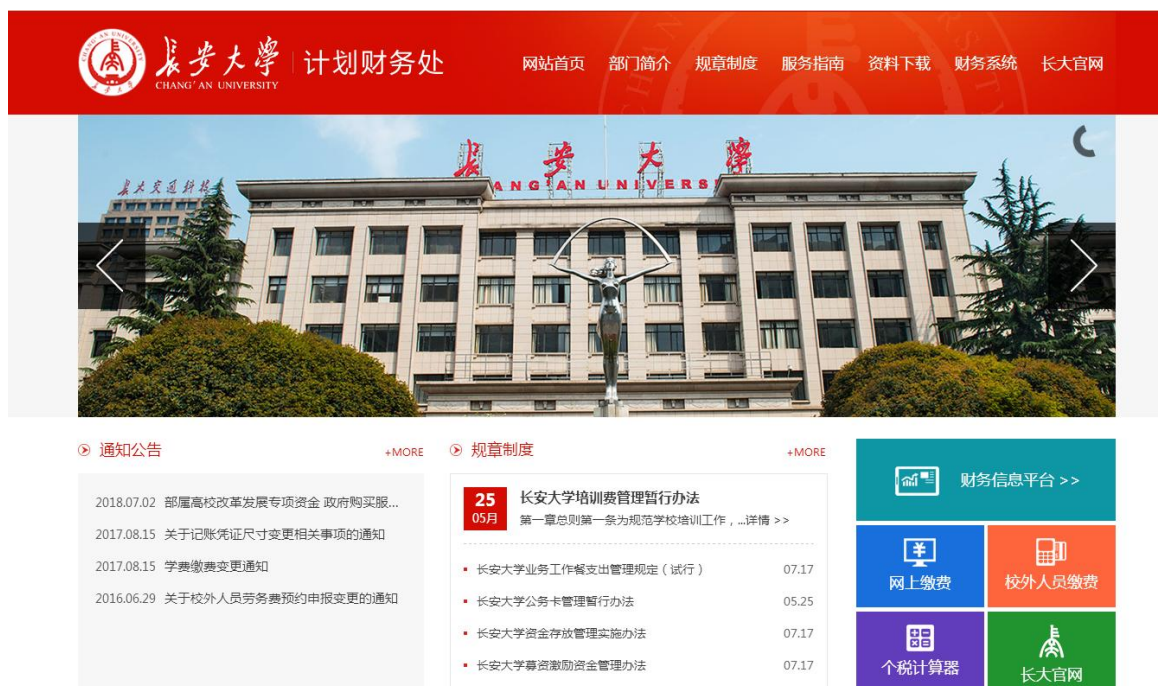 长安大学
CHANG'AN UNIVERSITY
计划财务处
网站首页 部门简介 规章制度 服务指南 资料下载 财务系统 长大官网
长安大学
CHANG'AN UNIVERS
长大交通科技
通知公告 +MORE
2018.07.02 部属高校改革发展专项资金 政府购买服...
2017.08.15 关于记账凭证尺寸变更相关事项的通知
2017.08.15 学费缴费变更通知
2016.06.29 关于校外人员劳务费预约申报变更的通知
规章制度 +MORE
25
05月
长安大学培训费管理暂行办法
第一章总则第一条为规范学校培训工作，...详情 >>
长安大学业务工作餐支出管理规定（试行） 07.17
长安大学公务卡管理暂行办法 05.25
长安大学资金存放管理实施办法 07.17
长安大学募资激励资金管理办法 07.17
财务信息平台 >>
网上缴费
校外人员缴费
个税计算器
长大官网